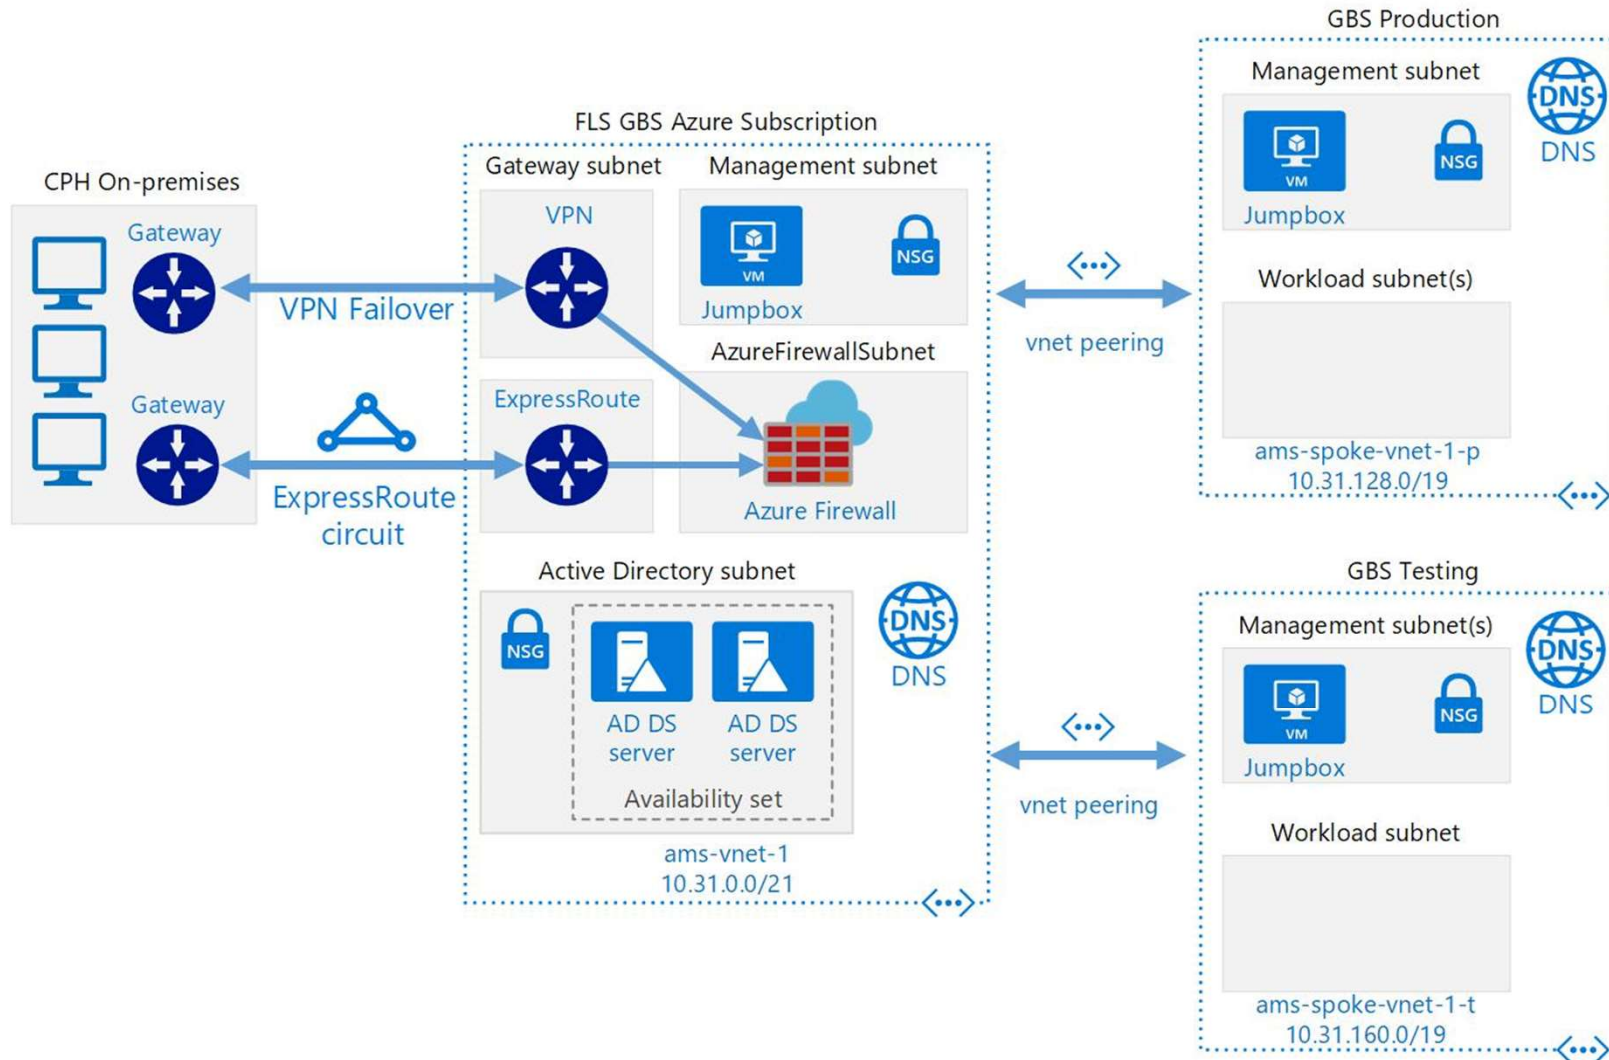 CPH On-premises
Gateway
Gateway
VPN Failover
ExpressRoute
circuit
FLS GBS Azure Subscription
Gateway subnet
VPN
ExpressRoute
Management subnet
VM
Jumpbox
NSG
AzureFirewallSubnet
Azure Firewall
Active Directory subnet
NSG
AD DS
server
AD DS
server
Availability set
DNS
DNS
ams-vnet-1
10.31.0.0/21
vnet peering
vnet peering
GBS Production
Management subnet
VM
Jumpbox
NSG
DNS
DNS
Workload subnet(s)
ams-spoke-vnet-1-p
10.31.128.0/19
GBS Testing
Management subnet(s)
VM
Jumpbox
NSG
DNS
DNS
Workload subnet
ams-spoke-vnet-1-t
10.31.160.0/19